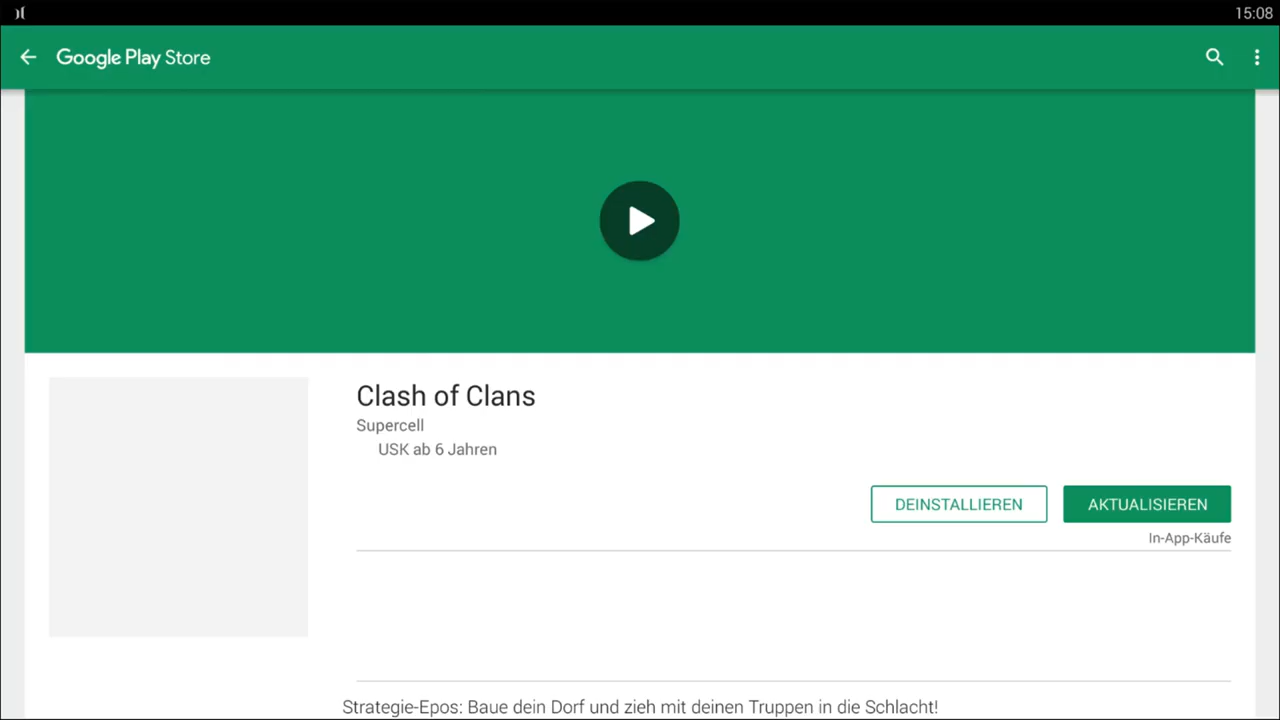 15:08
Google Play Store
Clash of Clans
Supercell
USK ab 6 Jahren
DEINSTALLIEREN
AKTUALISIEREN
In-App-Käufe
Strategie-Epos: Baue dein Dorf und zieh mit deinen Truppen in die Schlacht!